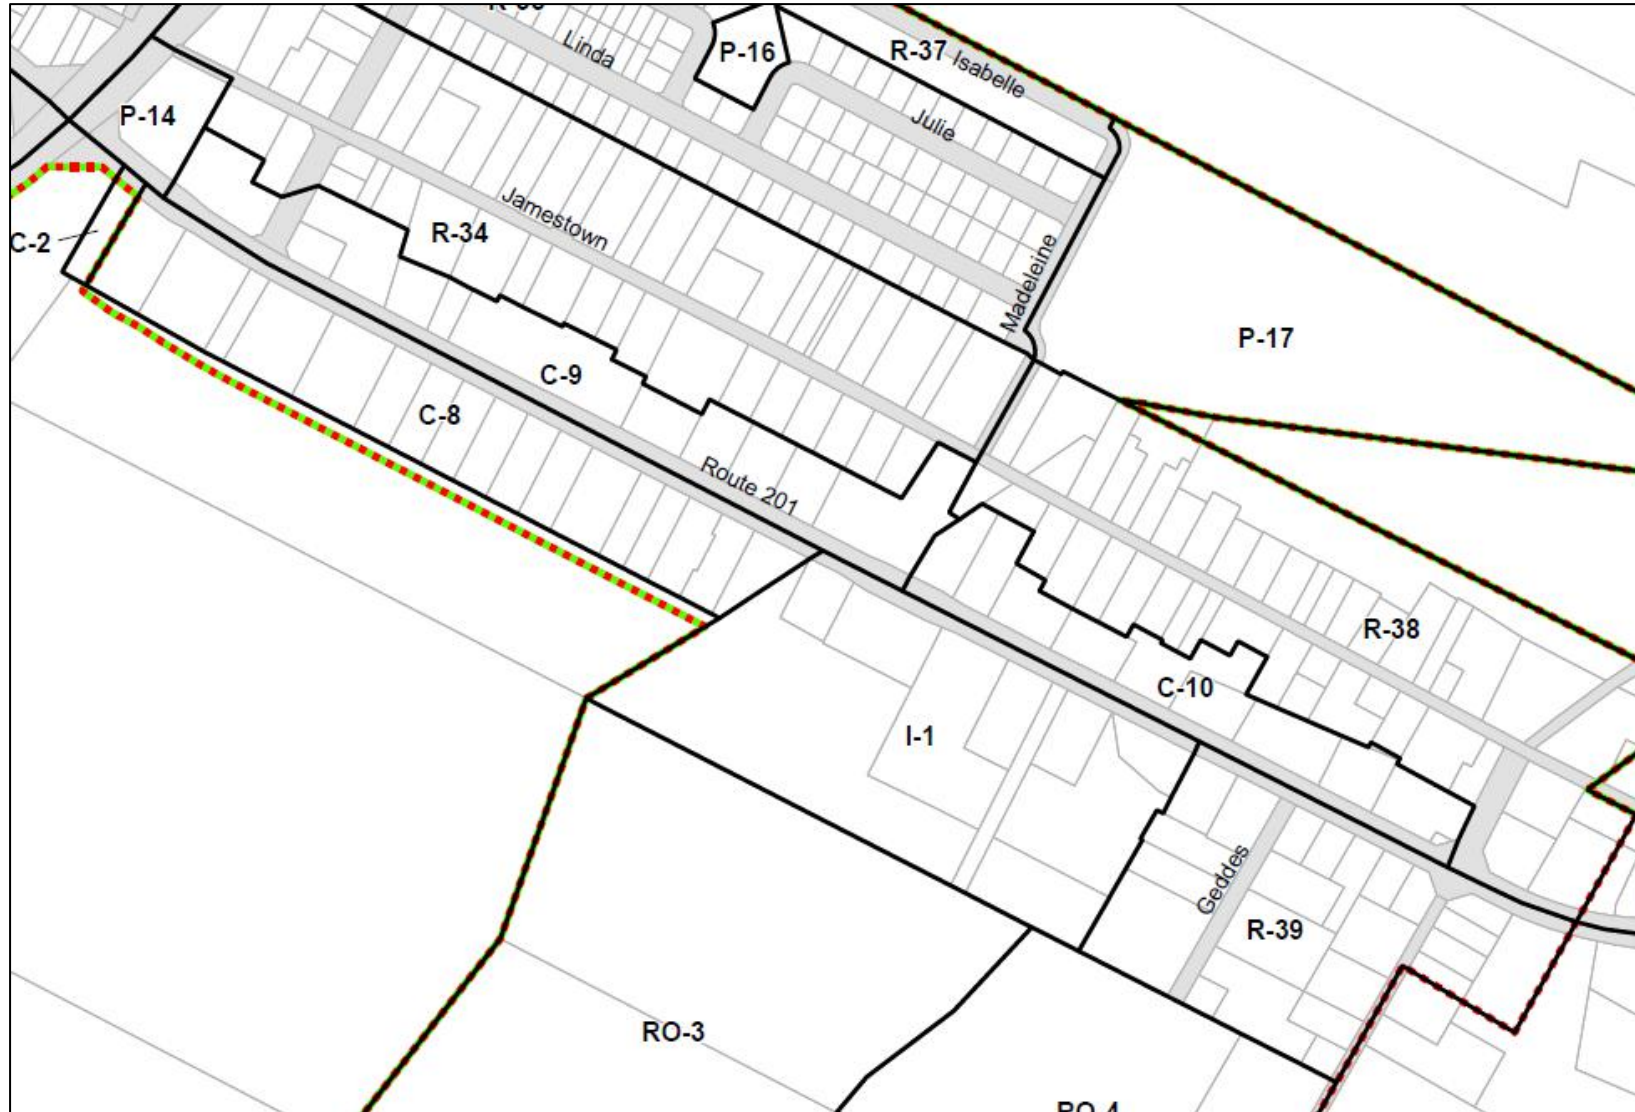 Linda
P-16
R-37
Isabelle
P-14
Julie
Jamestown
C-2
R-34
Madeleine
P-17
C-9
C-8
Route 201
R-38
C-10
I-1
Geddes
R-39
RO-3